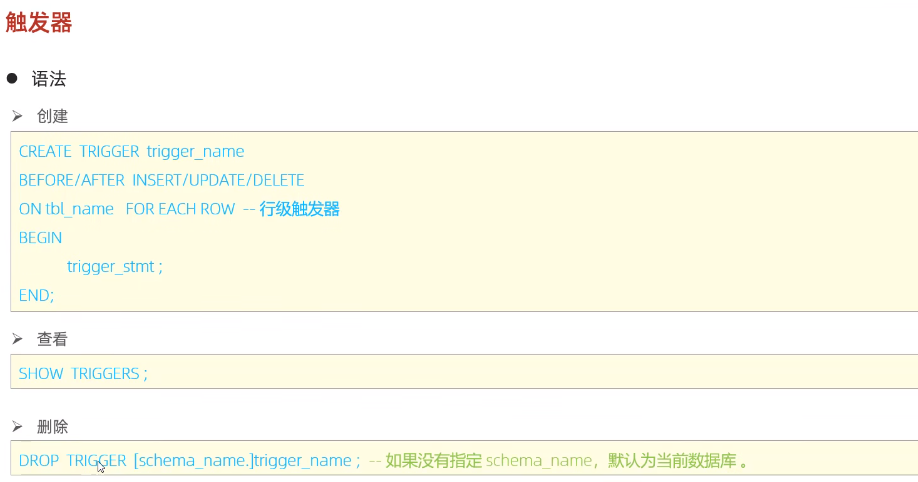 触发器
语法
创建
CREATE TRIGGER trigger_name
BEFORE/AFTER INSERT/UPDATE/DELETE
ON tbl_name FOR EACH ROW -- 行级触发器
BEGIN
trigger_stmt ;
END;
查看
SHOW TRIGGERS ;
删除
DROP TRIGGER [schema_name.]trigger_name ; -- 如果没有指定 schema_name，默认为当前数据库 。